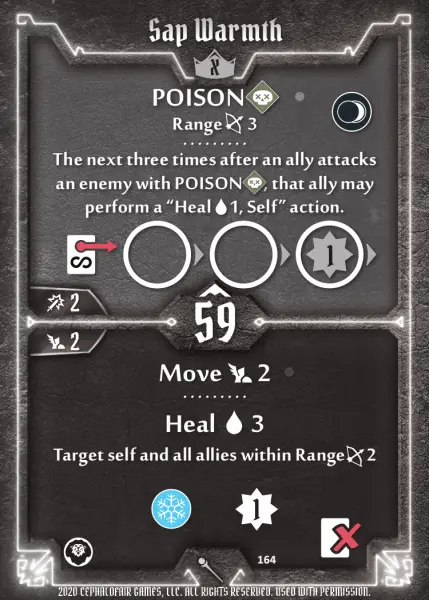 Sap Warmth
X
POISON
Range 3
The next three times after an ally attacks
an enemy with POISON, that ally may
perform a “Heal 1, Self” action.
S
1
2
59
2
Move 2
Heal 3
Target self and all allies within Range 2
1
164
2020 CEPHALOFAIR GAMES, LLC. ALL RIGHTS RESERVED. USED WITH PERMISSION.